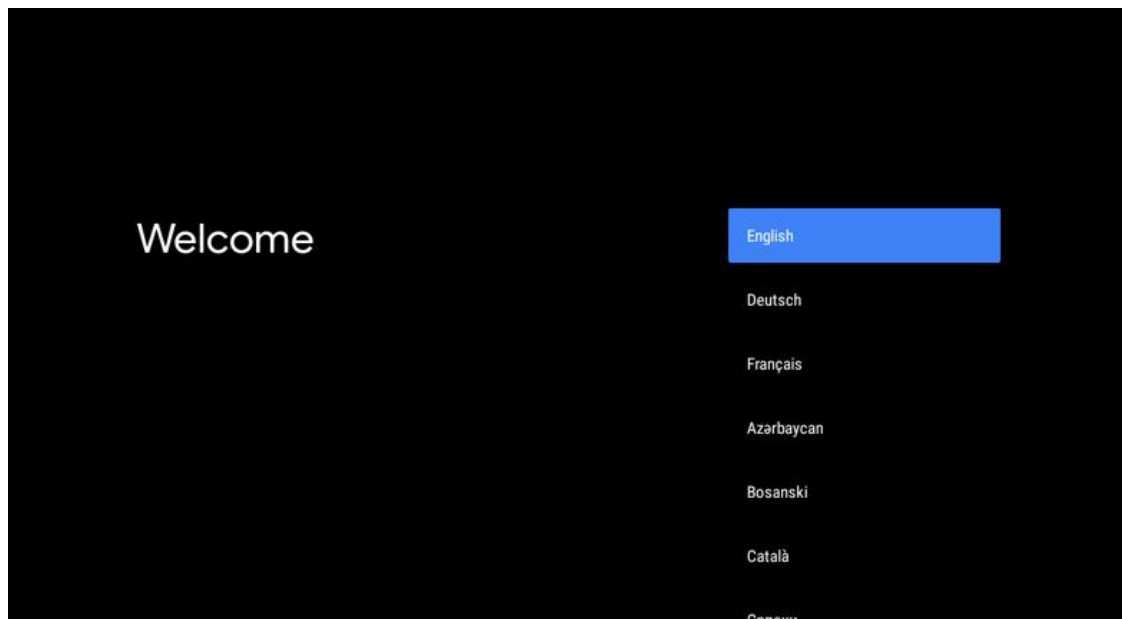 Welcome
English
Deutsch
Français
Azərbaycan
Bosanski
Català